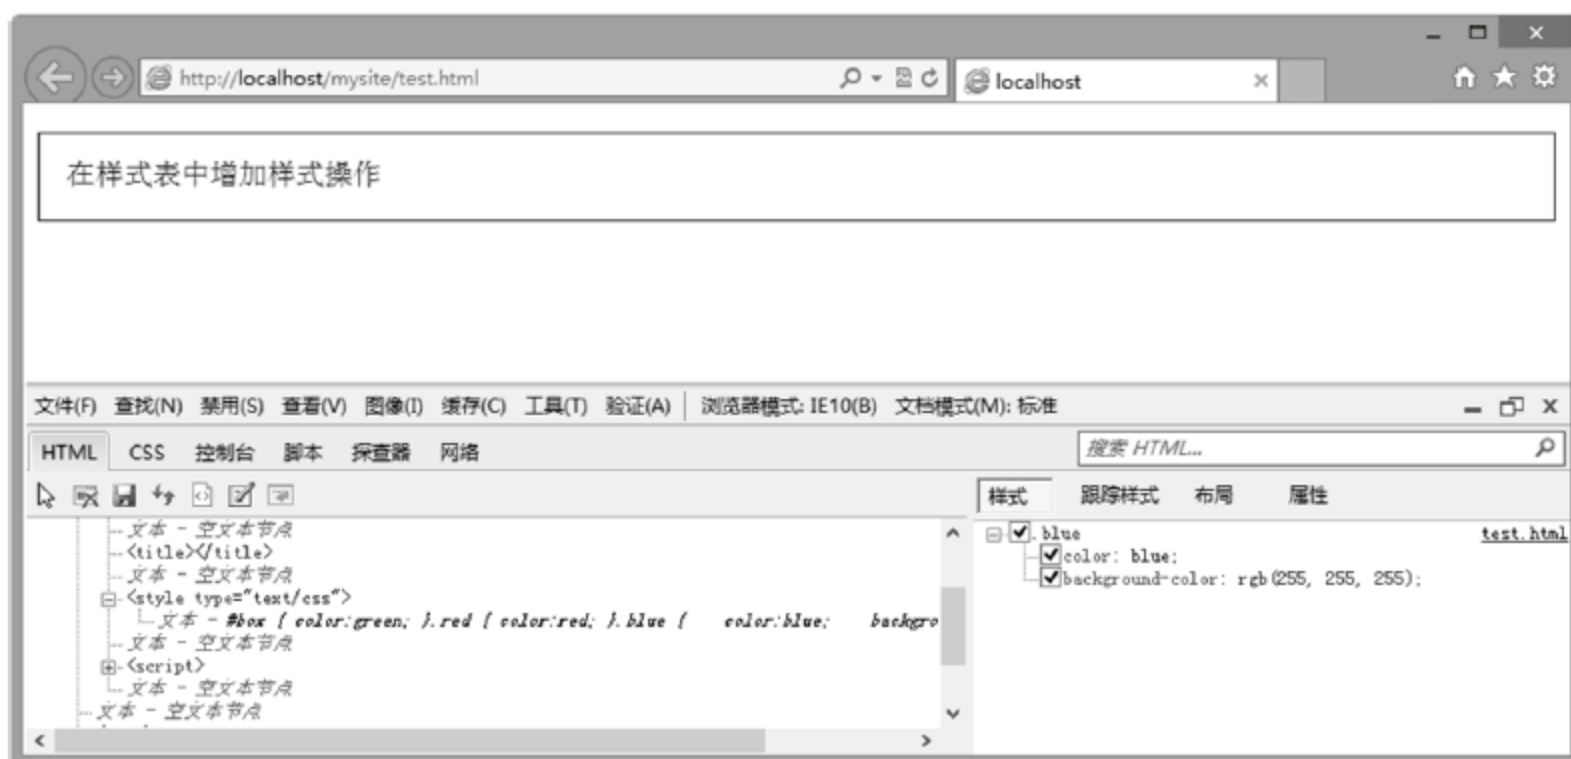 http://localhost/mysite/test.html
localhost
在样式表中增加样式操作
文件(F) 查找(N) 禁用(S) 查看(V) 图像(I) 缓存(C) 工具(T) 验证(A) 浏览器模式: IE10(B) 文档模式(M): 标准
HTML CSS 控制台 脚本 探查器 网络 搜索 HTML...
样式 跟踪样式 布局 属性
文本 - 空文本节点
<title></title>
文本 - 空文本节点
<style type="text/css">
文本 - #box { color:green; }.red { color:red; }.blue { color:blue; backgro
文本 - 空文本节点
<script>
文本 - 空文本节点
文本 - 空文本节点
.blue test.html
color: blue;
background-color: rgb(255, 255, 255);